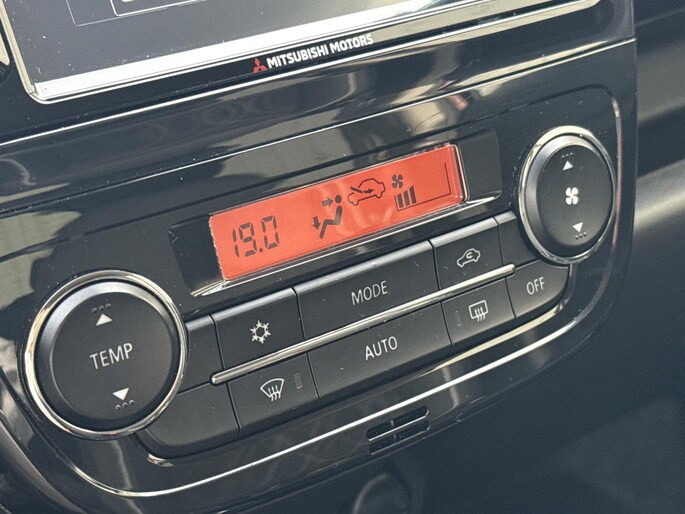 MITSUBISHI MOTORS
19.0
MODE
OFF
TEMP
AUTO